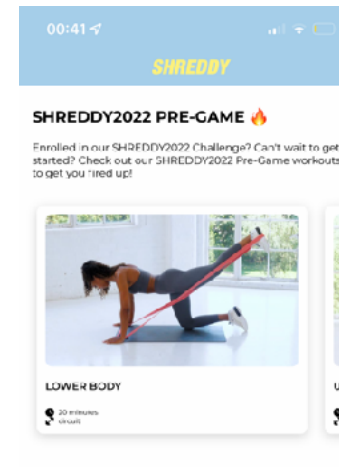 00:41
SHREDDY
SHREDDY2022 PRE-GAME 🔥
Enrolled in our SHREDDY2022 Challenge? Can't wait to get
started? Check out our SHREDDY2022 Pre-Game workouts
to get you fired up!
LOWER BODY
20 minutes
circuit